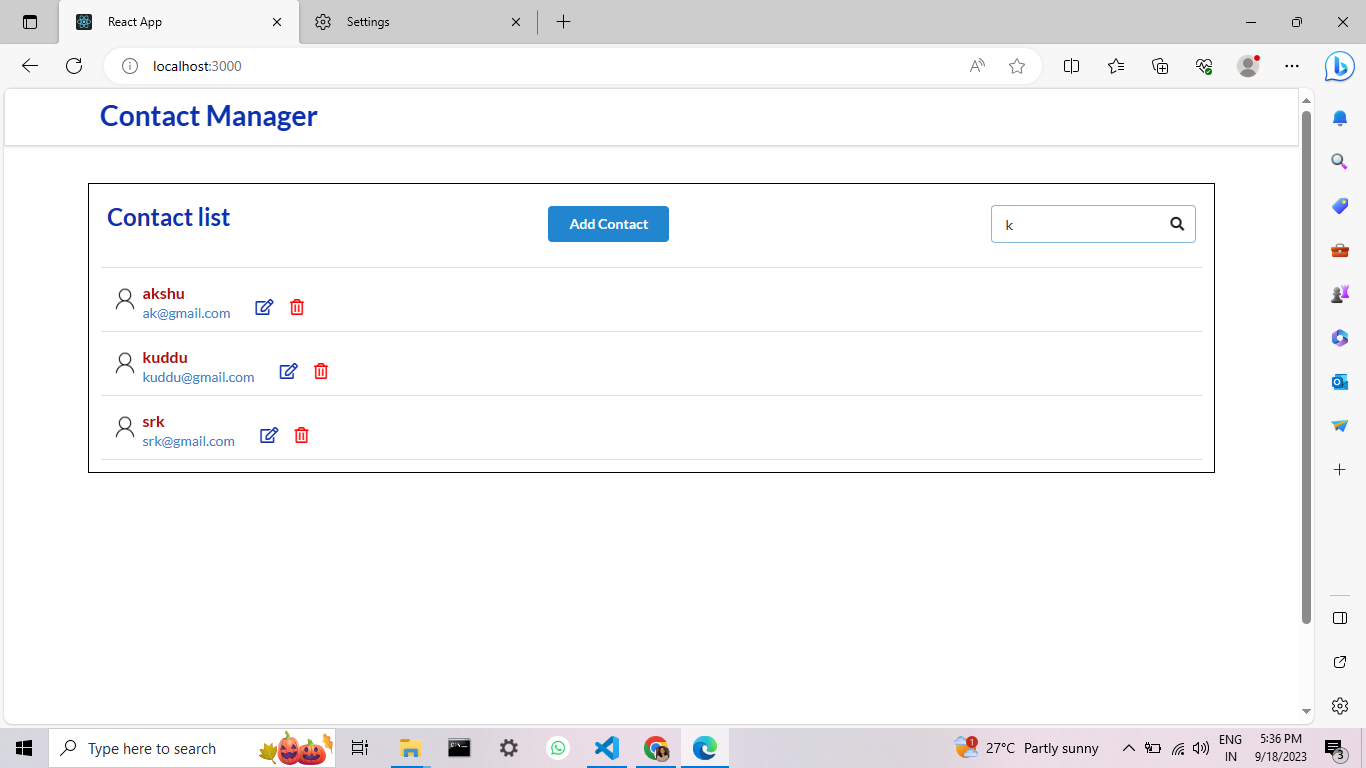 React App
Settings
localhost:3000
Contact Manager
Contact list
Add Contact
k
akshu
ak@gmail.com
kuddu
kuddu@gmail.com
srk
srk@gmail.com
Type here to search
1
27°C Partly sunny
ENG
IN
5:36 PM
9/18/2023
3